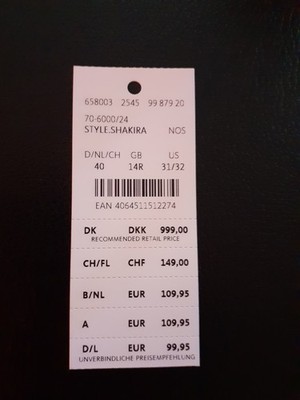 658003 2545 99 879 20
70-6000/24
STYLE.SHAKIRA NOS
D/NL/CH GB US
40 14R 31/32
EAN 4064511512274
DK DKK 999,00
RECOMMENDED RETAIL PRICE
CH/FL CHF 149,00
B/NL EUR 109,95
A EUR 109,95
D/L EUR 99,95
UNVERBINDLICHE PREISEMPFEHLUNG